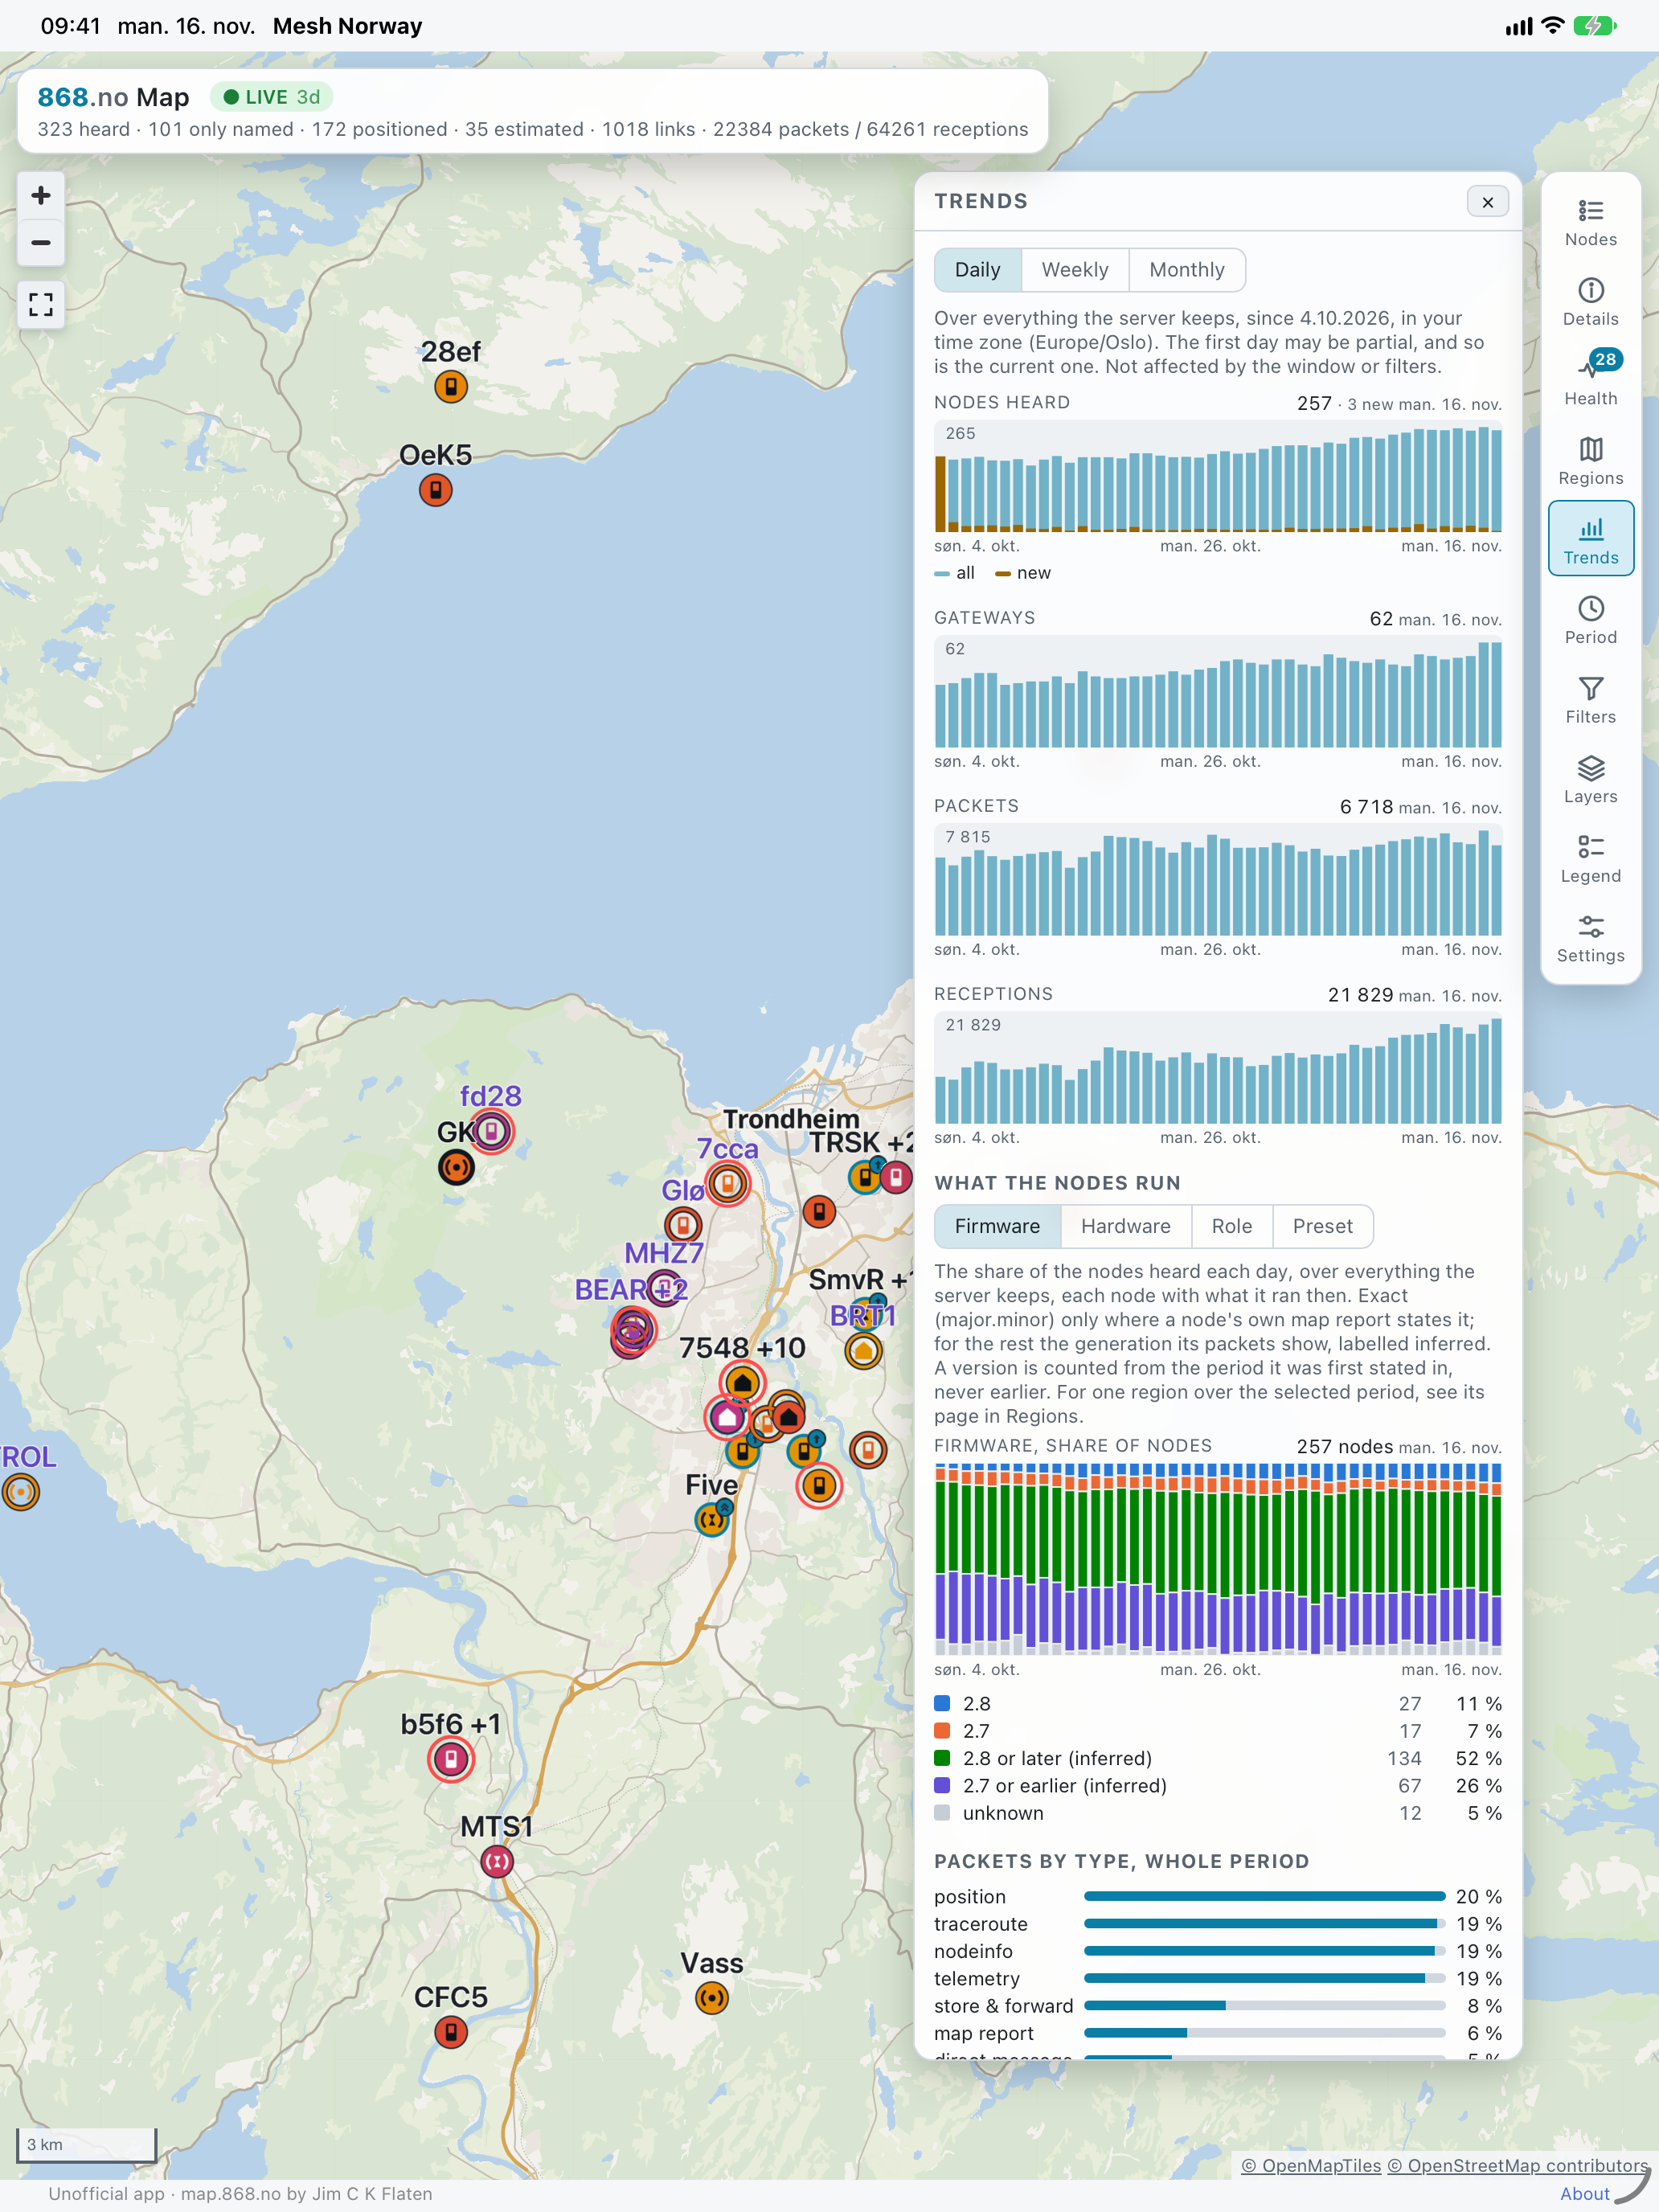 09:41 man. 16. nov. Mesh Norway
868.no Map LIVE 3d
323 heard · 101 only named · 172 positioned · 35 estimated · 1018 links · 22384 packets / 64261 receptions
+
−
28ef
OeK5
fd28
GK
Trondheim
TRSK +2
7cca
Glø
MHZ7
BEAR +2
SmvR +
BRT1
7548 +10
ROL
Five
b5f6 +1
MTS1
Vass
CFC5
TRENDS
×
Daily Weekly Monthly
Over everything the server keeps, since 4.10.2026, in your
time zone (Europe/Oslo). The first day may be partial, and so
is the current one. Not affected by the window or filters.
NODES HEARD 257 · 3 new man. 16. nov.
265
søn. 4. okt. man. 26. okt. man. 16. nov.
all new
GATEWAYS 62 man. 16. nov.
62
søn. 4. okt. man. 26. okt. man. 16. nov.
PACKETS 6 718 man. 16. nov.
7 815
søn. 4. okt. man. 26. okt. man. 16. nov.
RECEPTIONS 21 829 man. 16. nov.
21 829
søn. 4. okt. man. 26. okt. man. 16. nov.
WHAT THE NODES RUN
Firmware Hardware Role Preset
The share of the nodes heard each day, over everything the
server keeps, each node with what it ran then. Exact
(major.minor) only where a node's own map report states it;
for the rest the generation its packets show, labelled inferred.
A version is counted from the period it was first stated in,
never earlier. For one region over the selected period, see its
page in Regions.
FIRMWARE, SHARE OF NODES 257 nodes man. 16. nov.
søn. 4. okt. man. 26. okt. man. 16. nov.
2.8 27 11 %
2.7 17 7 %
2.8 or later (inferred) 134 52 %
2.7 or earlier (inferred) 67 26 %
unknown 12 5 %
PACKETS BY TYPE, WHOLE PERIOD
position 20 %
traceroute 19 %
nodeinfo 19 %
telemetry 19 %
store & forward 8 %
map report 6 %
direct message 5 %
Nodes
Details
28
Health
Regions
Trends
Period
Filters
Layers
Legend
Settings
3 km
© OpenMapTiles © OpenStreetMap contributors
Unofficial app · map.868.no by Jim C K Flaten
About